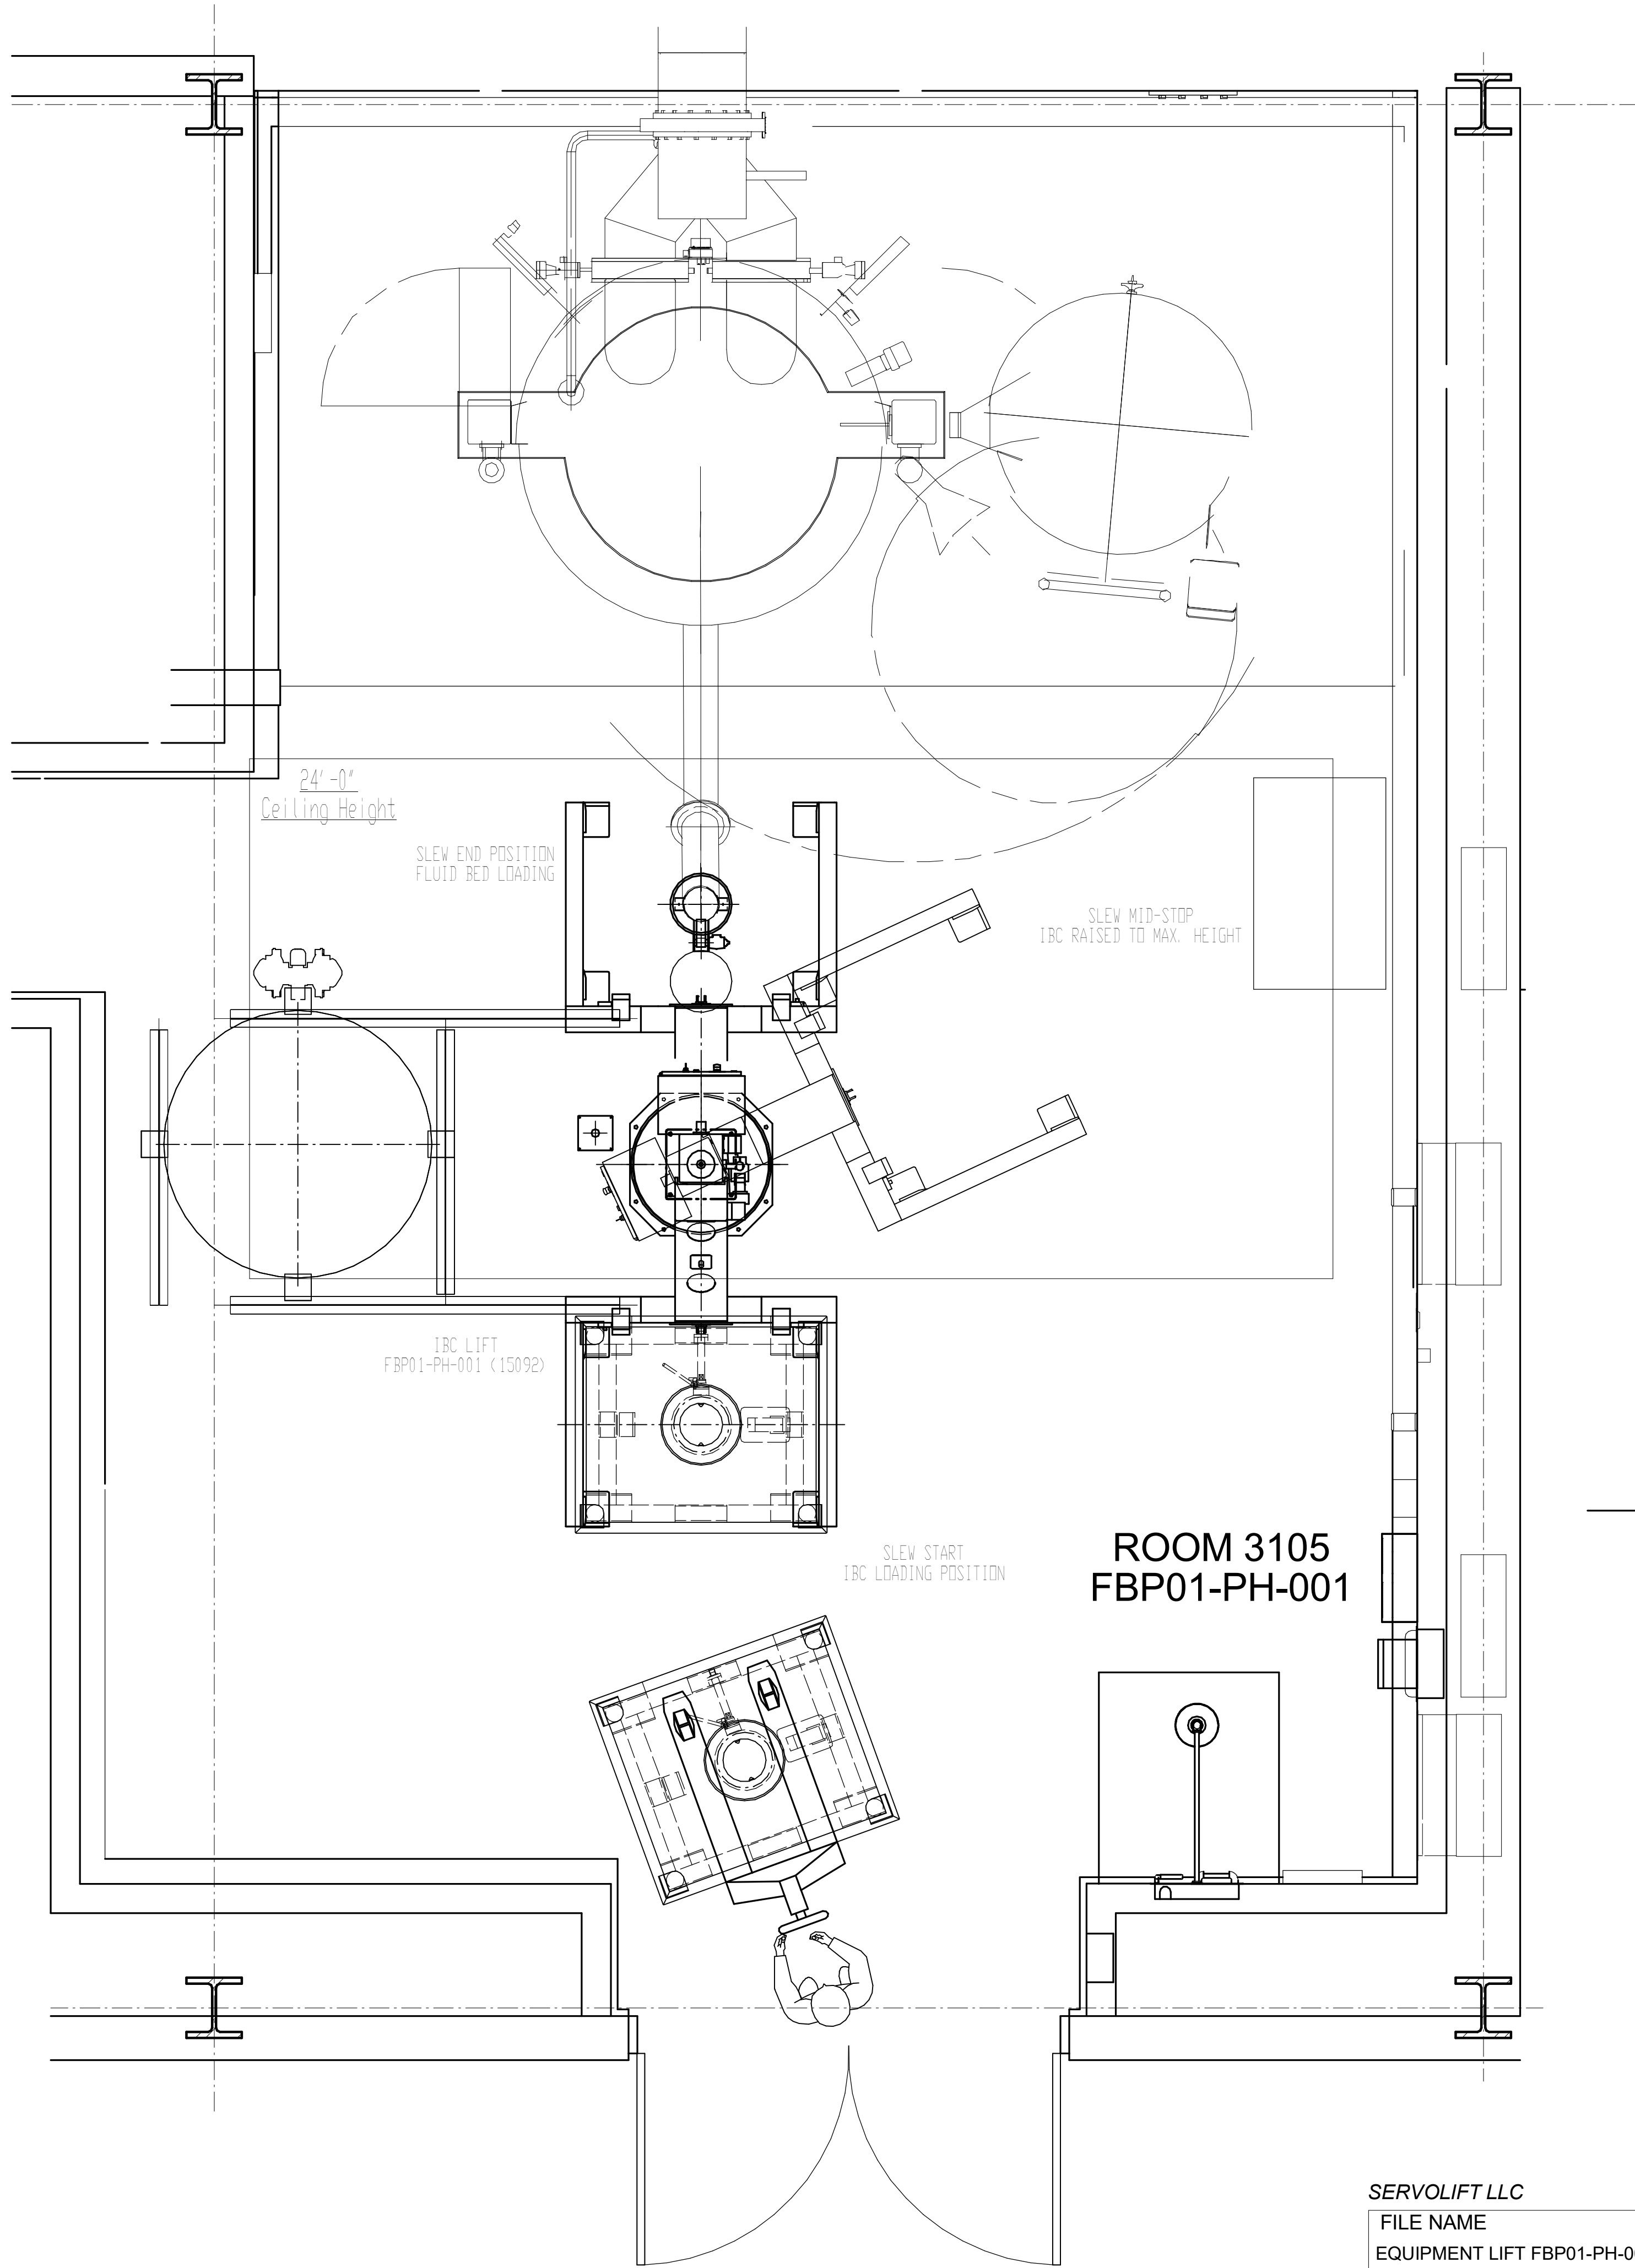 24'-0"
Ceiling Height
SLEW END POSITION
FLUID BED LOADING
SLEW MID-STOP
IBC RAISED TO MAX. HEIGHT
IBC LIFT
FBP01-PH-001 (15092)
SLEW START
IBC LOADING POSITION
ROOM 3105
FBP01-PH-001
SERVOLIFT LLC
FILE NAME
EQUIPMENT LIFT FBP01-PH-0